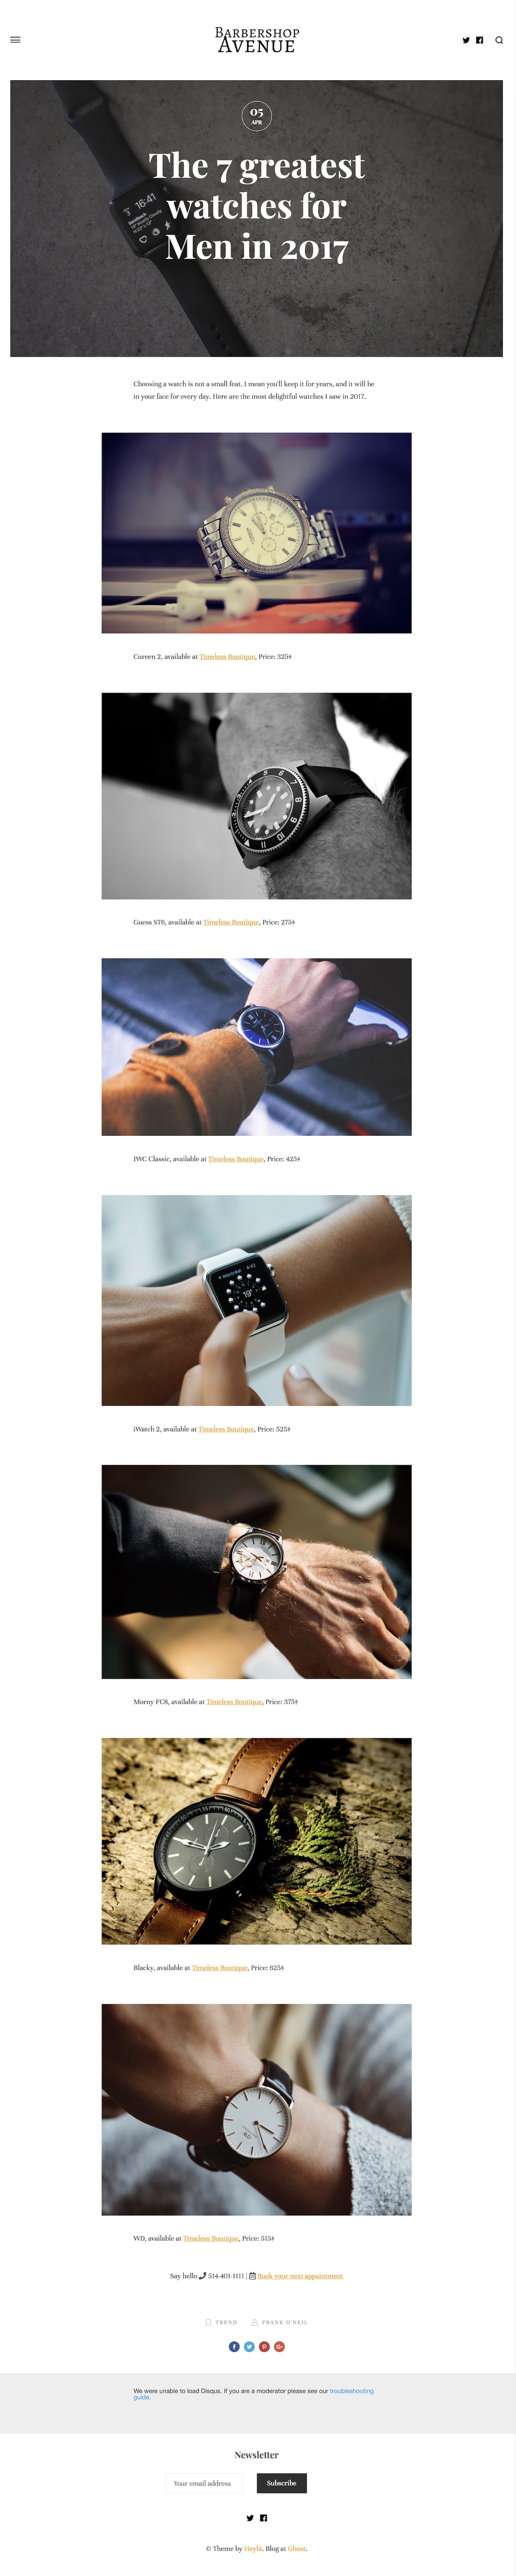 Barbershop
Avenue
05
APR
The 7 greatest
watches for
Men in 2017
Choosing a watch is not a small feat. I mean you'll keep it for years, and it will be
in your face for every day. Here are the most delightful watches I saw in 2017.
Cureen 2, available at Timeless Boutique, Price: 325$
Guess ST6, available at Timeless Boutique, Price: 275$
IWC Classic, available at Timeless Boutique, Price: 425$
iWatch 2, available at Timeless Boutique, Price: 525$
Morny FC8, available at Timeless Boutique, Price: 375$
Blacky, available at Timeless Boutique, Price: 625$
WD, available at Timeless Boutique, Price: 515$
Say hello 514-401-1111 | Book your next appointment
TREND FRANK O'NEIL
We were unable to load Disqus. If you are a moderator please see our troubleshooting
guide.
Newsletter
Your email address Subscribe
© Theme by Heybi. Blog at Ghost.